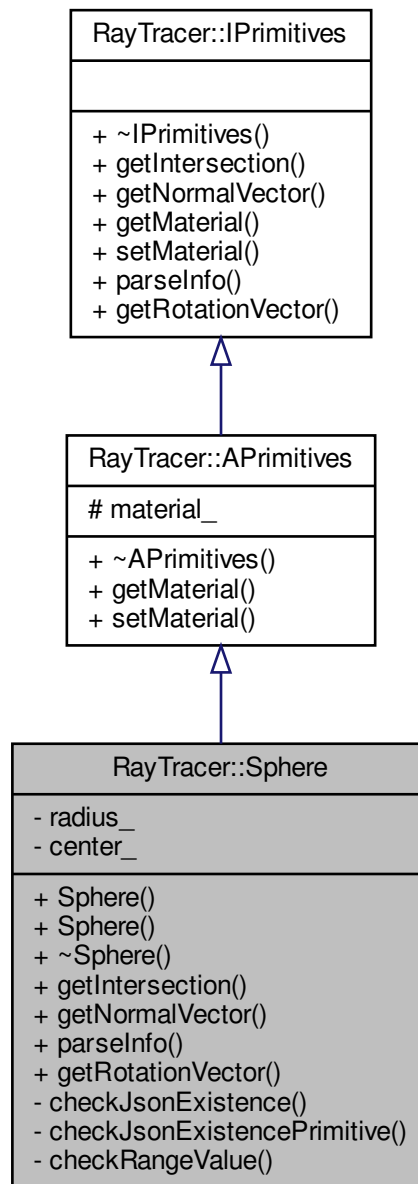 RayTracer::IPrimitives
+ ~IPrimitives()
+ getIntersection()
+ getNormalVector()
+ getMaterial()
+ setMaterial()
+ parseInfo()
+ getRotationVector()
RayTracer::APrimitives
# material_
+ ~APrimitives()
+ getMaterial()
+ setMaterial()
RayTracer::Sphere
- radius_
- center_
+ Sphere()
+ Sphere()
+ ~Sphere()
+ getIntersection()
+ getNormalVector()
+ parseInfo()
+ getRotationVector()
- checkJsonExistence()
- checkJsonExistencePrimitive()
- checkRangeValue()